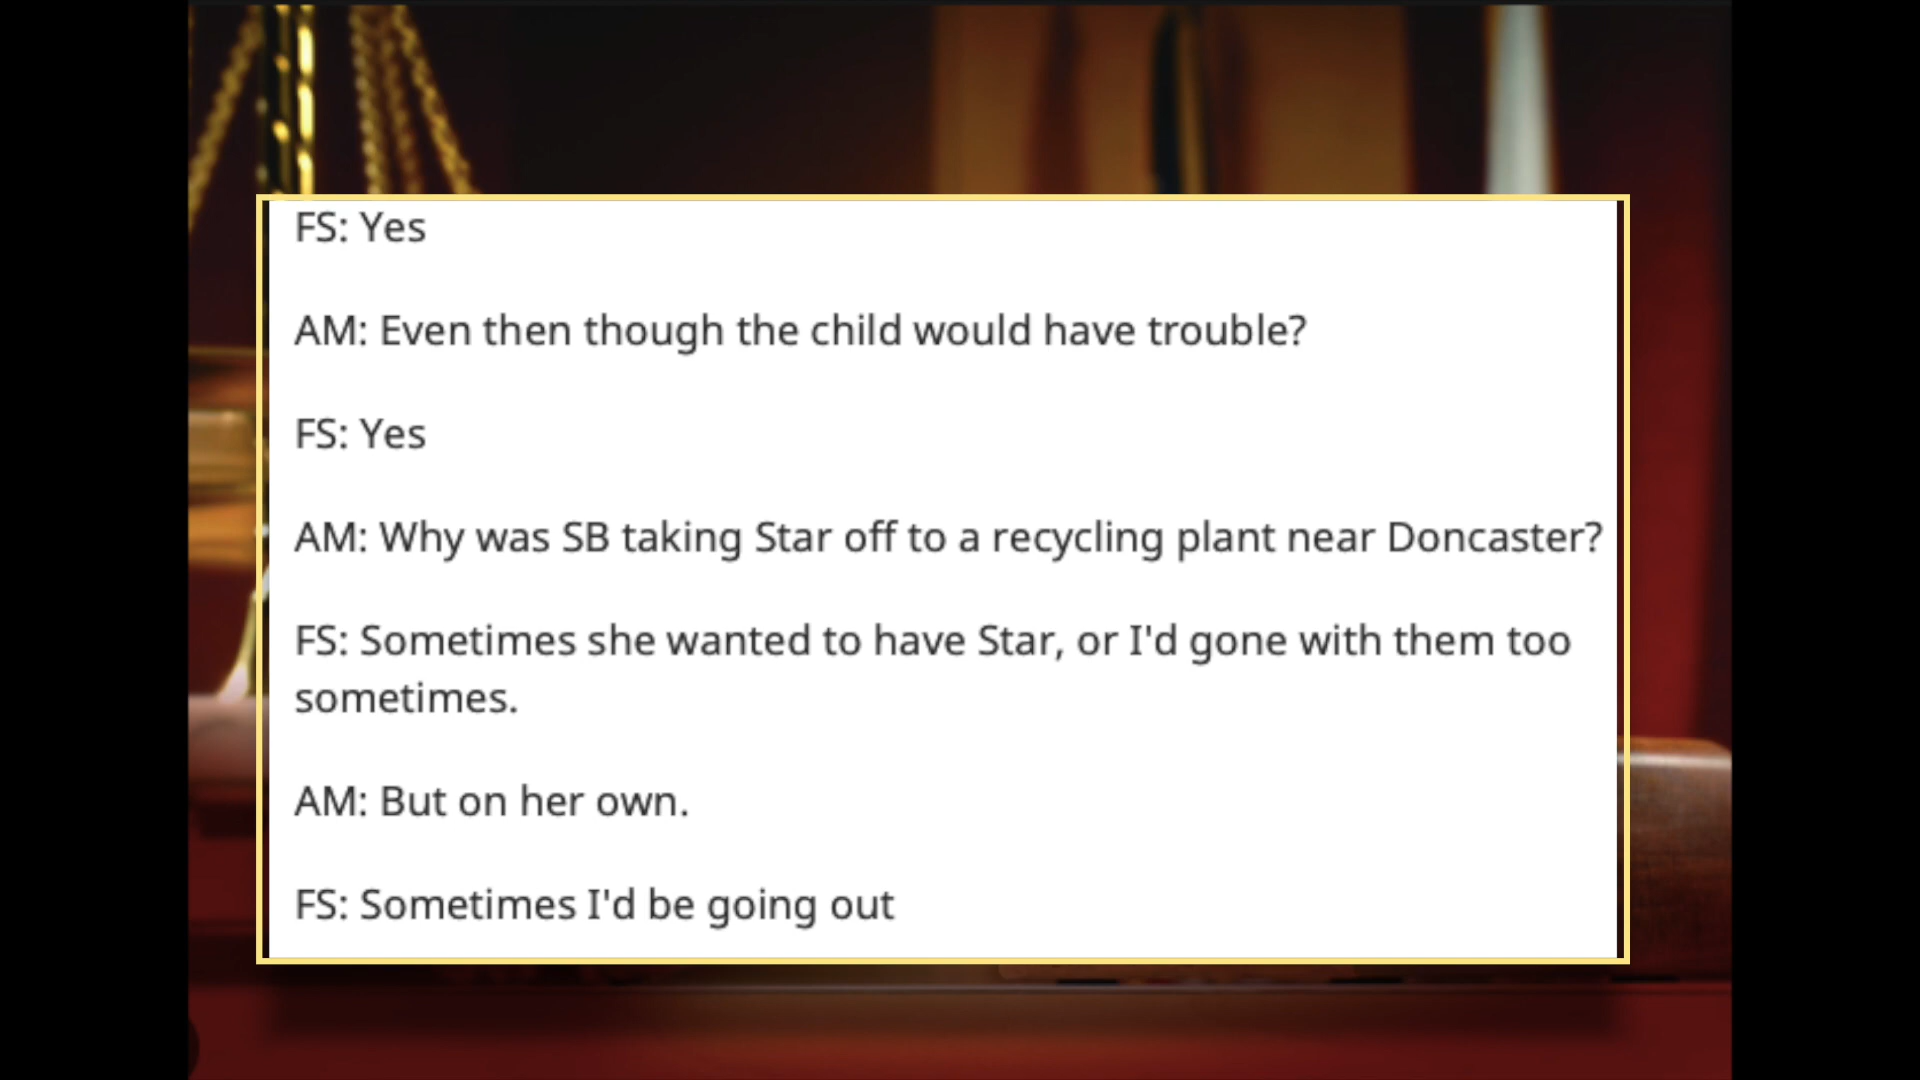 FS: Yes
AM: Even then though the child would have trouble?
FS: Yes
AM: Why was SB taking Star off to a recycling plant near Doncaster?
FS: Sometimes she wanted to have Star, or I'd gone with them too
sometimes.
AM: But on her own.
FS: Sometimes I'd be going out